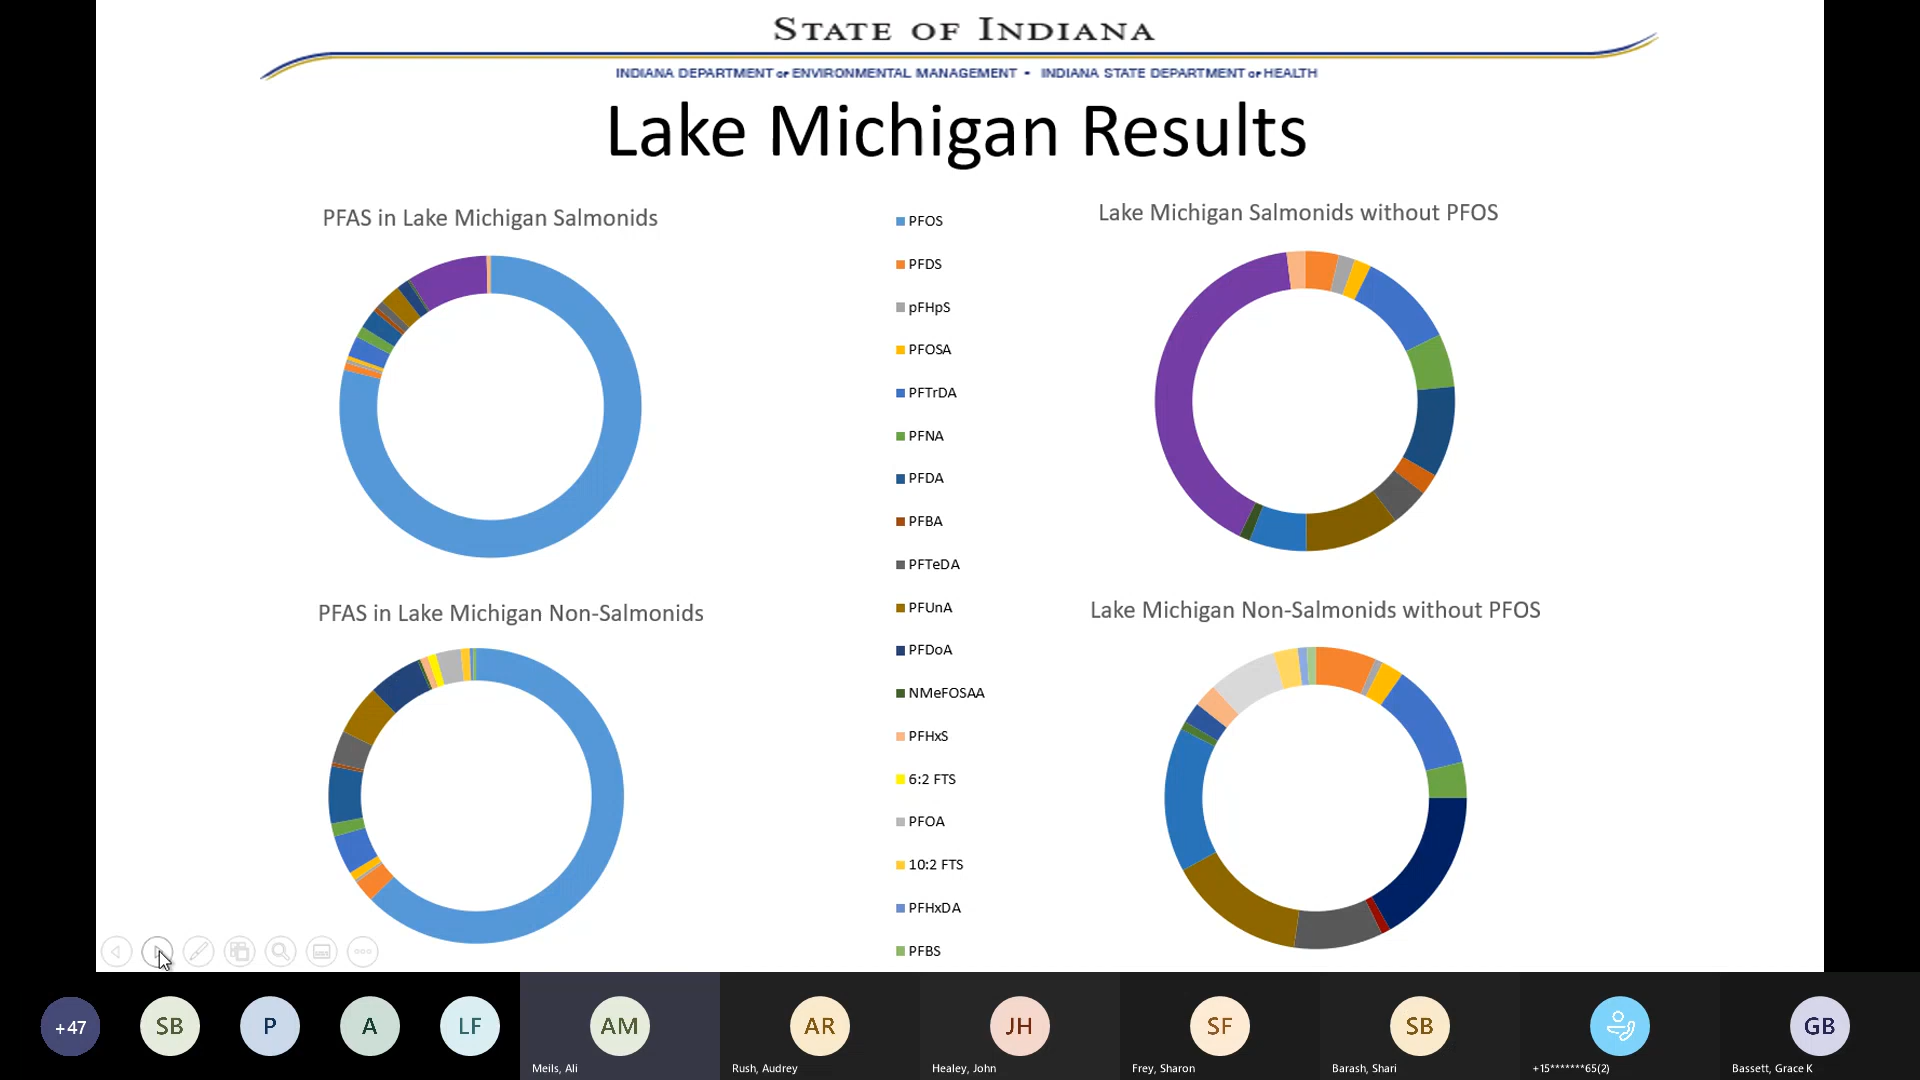 STATE OF INDIANA
INDIANA DEPARTMENT OF ENVIRONMENTAL MANAGEMENT • INDIANA STATE DEPARTMENT OF HEALTH
Lake Michigan Results
PFAS in Lake Michigan Salmonids
Lake Michigan Salmonids without PFOS
PFOS
PFDS
pFHpS
PFOSA
PFTrDA
PFNA
PFDA
PFBA
PFTeDA
PFUnA
PFDoA
NMeFOSAA
PFHxS
6:2 FTS
PFOA
10:2 FTS
PFHxDA
PFBS
PFAS in Lake Michigan Non-Salmonids
Lake Michigan Non-Salmonids without PFOS
+47
SB
P
A
LF
AM
AR
JH
SF
SB
GB
Meils, Ali
Rush, Audrey
Healey, John
Frey, Sharon
Barash, Shari
+15*******65(2)
Bassett, Grace K